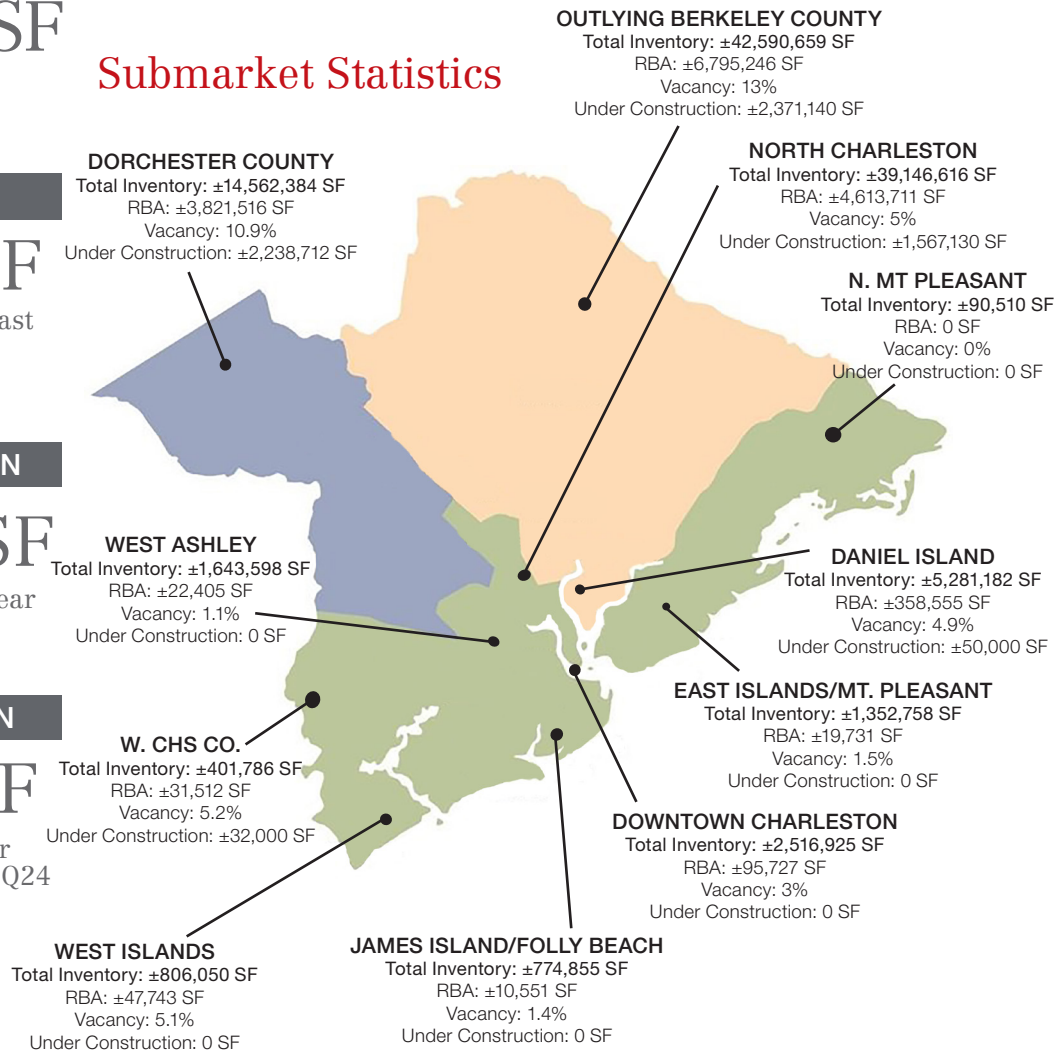 SF
Submarket Statistics
OUTLYING BERKELEY COUNTY
Total Inventory: ±42,590,659 SF
RBA: ±6,795,246 SF
Vacancy: 13%
Under Construction: ±2,371,140 SF
DORCHESTER COUNTY
Total Inventory: ±14,562,384 SF
RBA: ±3,821,516 SF
Vacancy: 10.9%
Under Construction: ±2,238,712 SF
NORTH CHARLESTON
Total Inventory: ±39,146,616 SF
RBA: ±4,613,711 SF
Vacancy: 5%
Under Construction: ±1,567,130 SF
F
ast
N. MT PLEASANT
Total Inventory: ±90,510 SF
RBA: 0 SF
Vacancy: 0%
Under Construction: 0 SF
N
SF
ear
WEST ASHLEY
Total Inventory: ±1,643,598 SF
RBA: ±22,405 SF
Vacancy: 1.1%
Under Construction: 0 SF
DANIEL ISLAND
Total Inventory: ±5,281,182 SF
RBA: ±358,555 SF
Vacancy: 4.9%
Under Construction: ±50,000 SF
EAST ISLANDS/MT. PLEASANT
Total Inventory: ±1,352,758 SF
RBA: ±19,731 SF
Vacancy: 1.5%
Under Construction: 0 SF
N
F
r
Q24
W. CHS CO.
Total Inventory: ±401,786 SF
RBA: ±31,512 SF
Vacancy: 5.2%
Under Construction: ±32,000 SF
DOWNTOWN CHARLESTON
Total Inventory: ±2,516,925 SF
RBA: ±95,727 SF
Vacancy: 3%
Under Construction: 0 SF
WEST ISLANDS
Total Inventory: ±806,050 SF
RBA: ±47,743 SF
Vacancy: 5.1%
Under Construction: 0 SF
JAMES ISLAND/FOLLY BEACH
Total Inventory: ±774,855 SF
RBA: ±10,551 SF
Vacancy: 1.4%
Under Construction: 0 SF